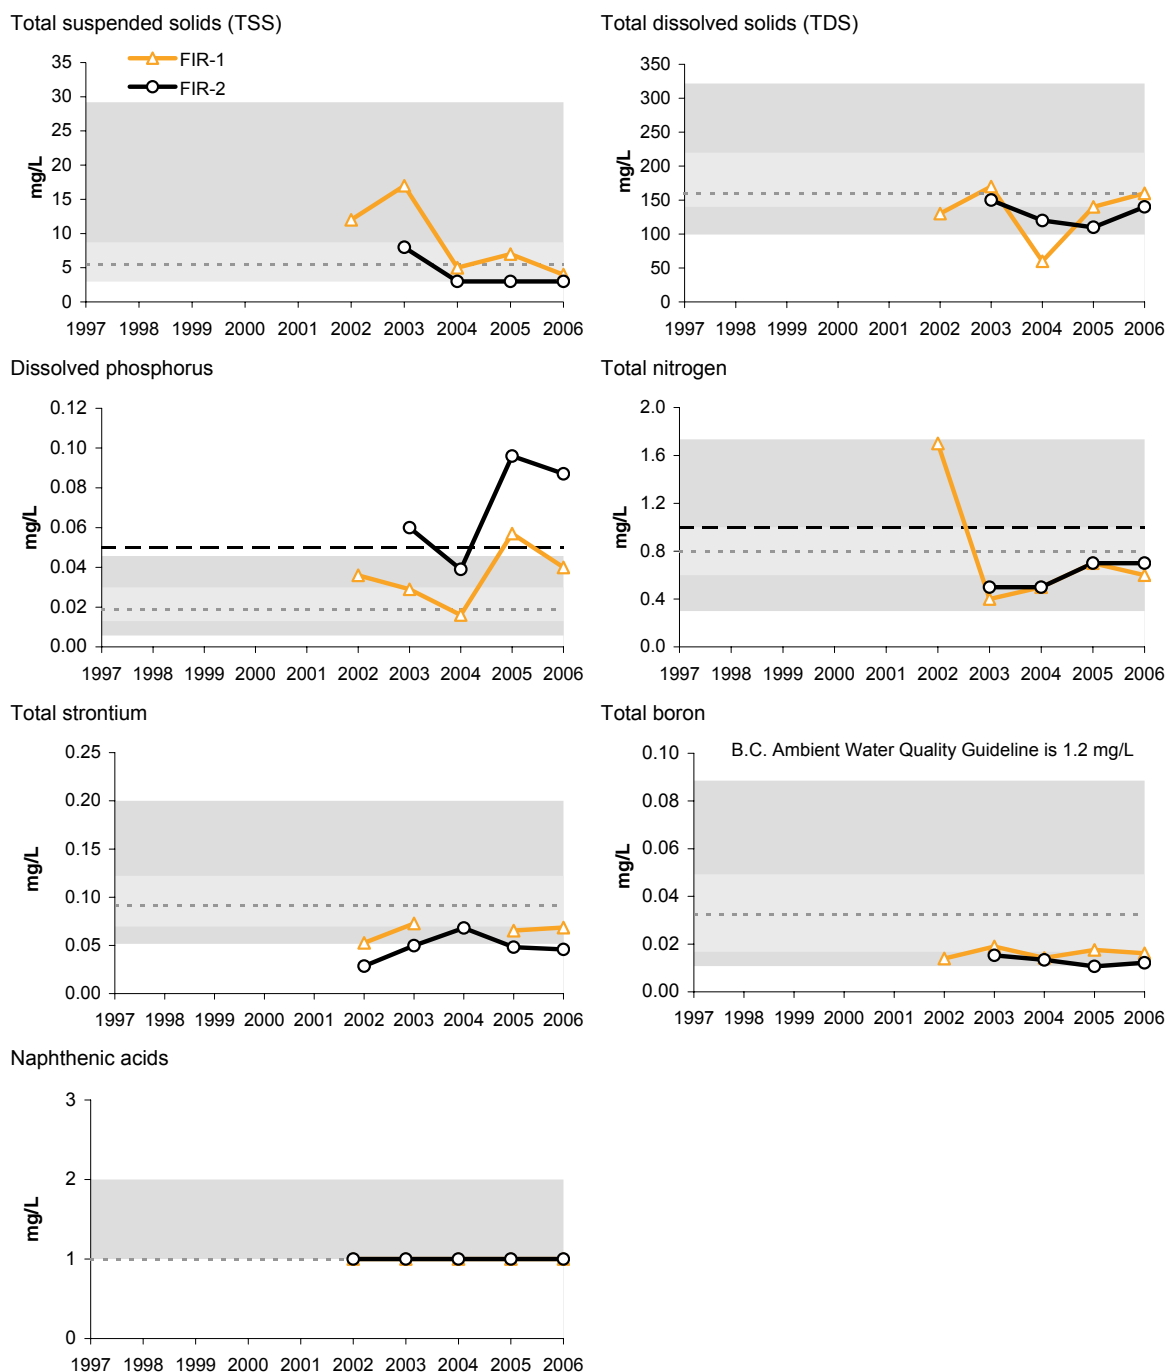 Total suspended solids (TSS)
FIR-1
FIR-2
35
30
25
20
15
10
5
0
mg/L
1997 1998 1999 2000 2001 2002 2003 2004 2005 2006
Total dissolved solids (TDS)
350
300
250
200
150
100
50
0
mg/L
1997 1998 1999 2000 2001 2002 2003 2004 2005 2006
Dissolved phosphorus
0.12
0.10
0.08
0.06
0.04
0.02
0.00
mg/L
1997 1998 1999 2000 2001 2002 2003 2004 2005 2006
Total nitrogen
2.0
1.6
1.2
0.8
0.4
0.0
mg/L
1997 1998 1999 2000 2001 2002 2003 2004 2005 2006
Total strontium
0.25
0.20
0.15
0.10
0.05
0.00
mg/L
1997 1998 1999 2000 2001 2002 2003 2004 2005 2006
Total boron
B.C. Ambient Water Quality Guideline is 1.2 mg/L
0.10
0.08
0.06
0.04
0.02
0.00
mg/L
1997 1998 1999 2000 2001 2002 2003 2004 2005 2006
Naphthenic acids
3
2
1
0
mg/L
1997 1998 1999 2000 2001 2002 2003 2004 2005 2006